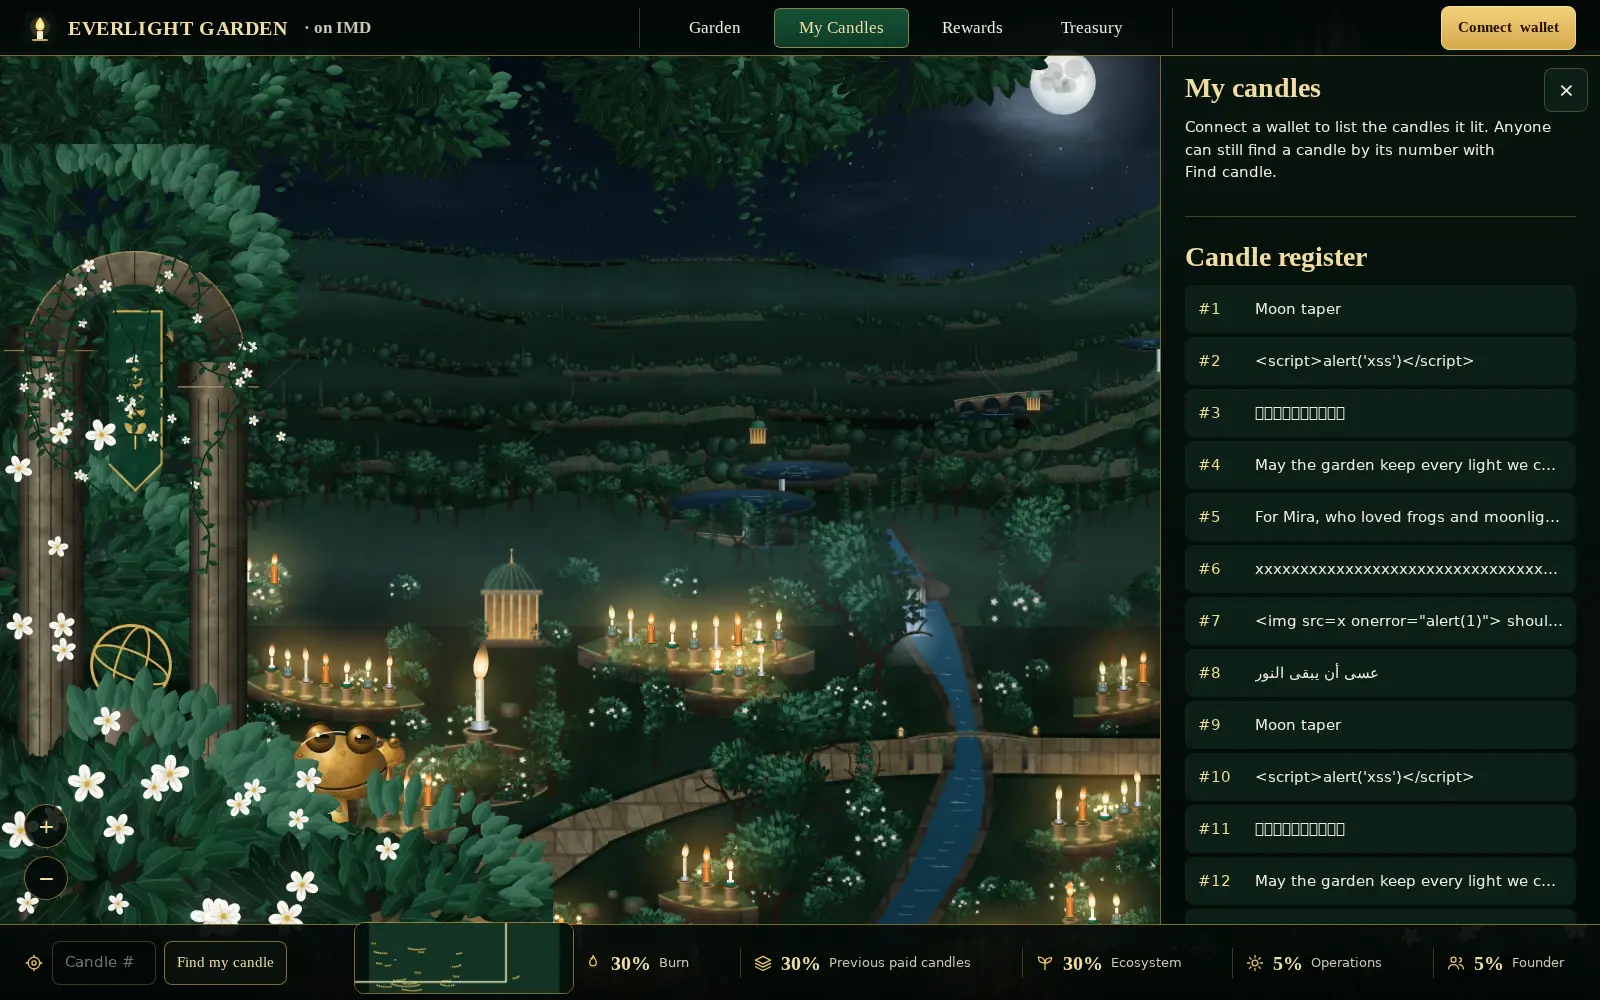 EVERLIGHT GARDEN · on IMD
Garden
My Candles
Rewards
Treasury
Connect wallet
My candles
Connect a wallet to list the candles it lit. Anyone
can still find a candle by its number with
Find candle.
Candle register
#1 Moon taper
#2 <script>alert('xss')</script>
#3
#4 May the garden keep every light we c...
#5 For Mira, who loved frogs and moonlig...
#6 xxxxxxxxxxxxxxxxxxxxxxxxxxxxxxxx...
#7 <img src=x onerror="alert(1)"> shoul...
#8 عسى أن يبقى النور
#9 Moon taper
#10 <script>alert('xss')</script>
#11
#12 May the garden keep every light we c...
+
−
Candle #
Find my candle
30% Burn
30% Previous paid candles
30% Ecosystem
5% Operations
5% Founder